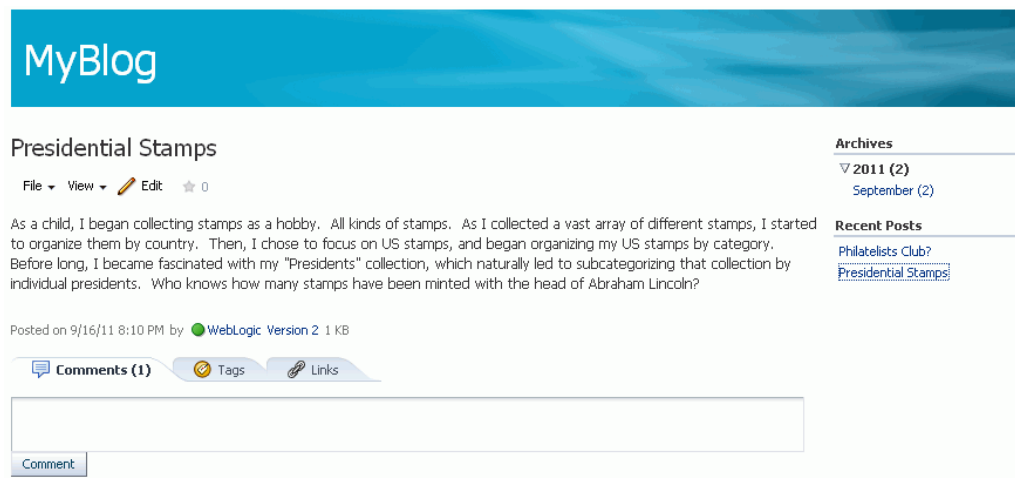 MyBlog
Presidential Stamps
File View Edit 0
As a child, I began collecting stamps as a hobby. All kinds of stamps. As I collected a vast array of different stamps, I started
to organize them by country. Then, I chose to focus on US stamps, and began organizing my US stamps by category.
Before long, I became fascinated with my "Presidents" collection, which naturally led to subcategorizing that collection by
individual presidents. Who knows how many stamps have been minted with the head of Abraham Lincoln?
Posted on 9/16/11 8:10 PM by WebLogic Version 2 1 KB
Comments (1) Tags Links
Comment
Archives
2011 (2)
September (2)
Recent Posts
Philatelists Club?
Presidential Stamps